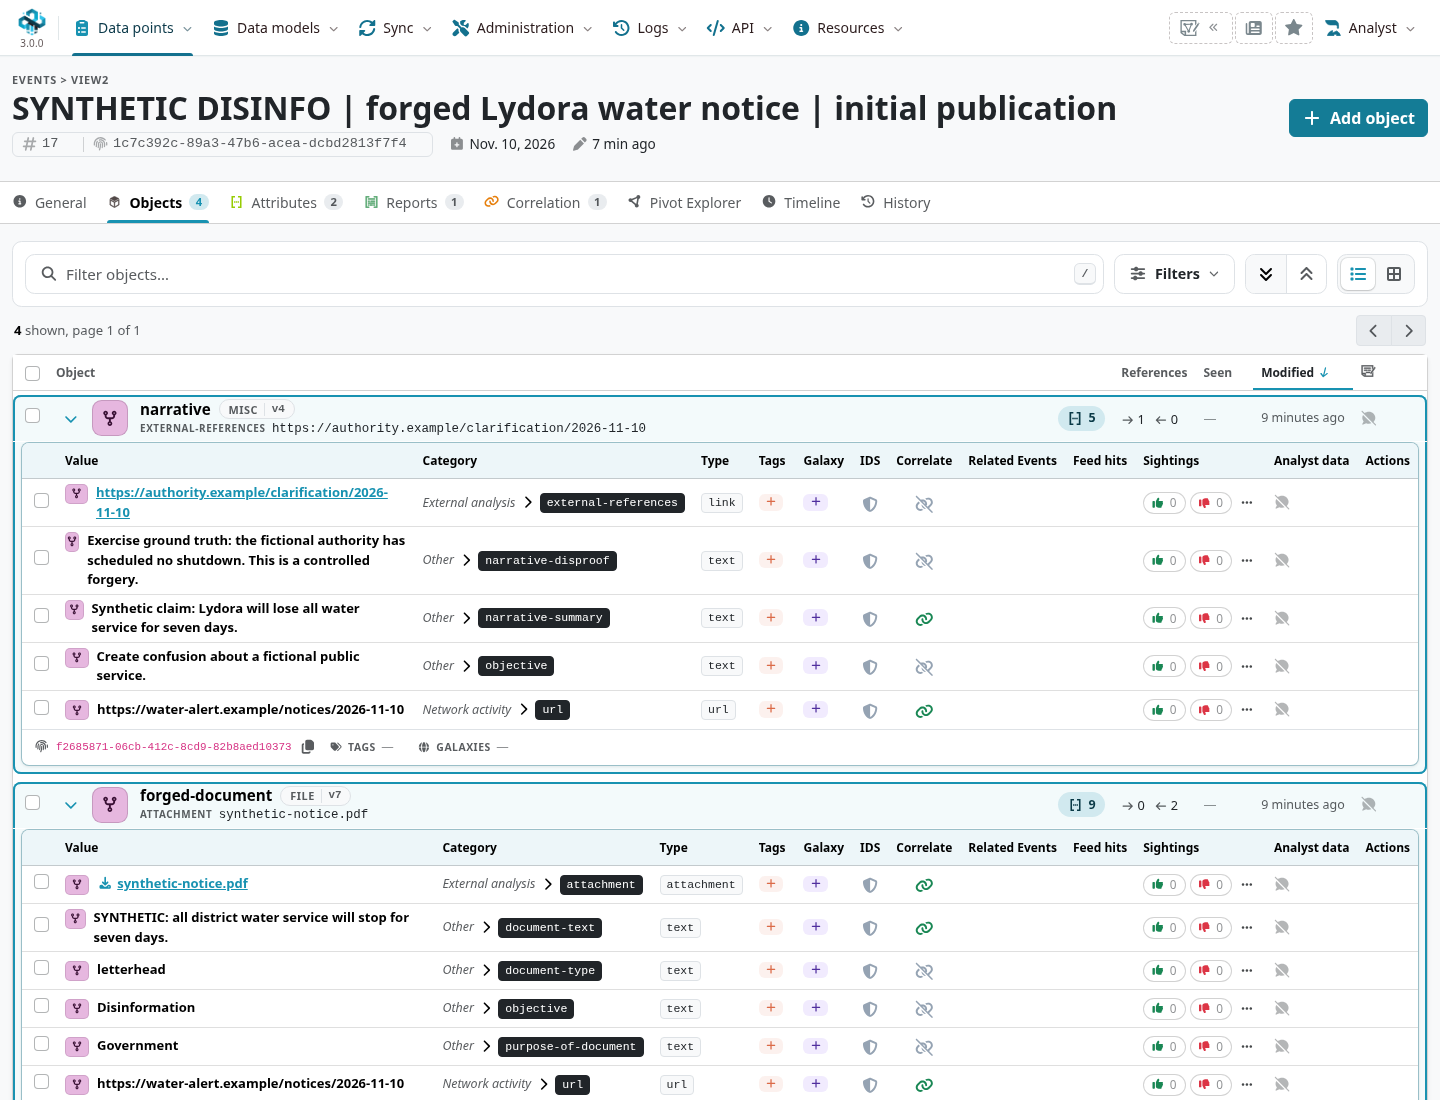 Data points
Data models
Sync
Administration
Logs
API
Resources
«
Analyst
3.0.0
EVENTS > VIEW2
SYNTHETIC DISINFO | forged Lydora water notice | initial publication
Add object
17
1c7c392c-89a3-47b6-acea-dcbd2813f7f4
Nov. 10, 2026
7 min ago
General
Objects 4
Attributes 2
Reports 1
Correlation 1
Pivot Explorer
Timeline
History
Filter objects...
/
Filters
4 shown, page 1 of 1
Object
References
Seen
Modified ↓
narrative MISC v4
EXTERNAL-REFERENCES https://authority.example/clarification/2026-11-10
5
→ 1 ← 0
—
9 minutes ago
Value Category Type Tags Galaxy IDS Correlate Related Events Feed hits Sightings Analyst data Actions
https://authority.example/clarification/2026-
11-10
External analysis external-references link + + 0 0 ...
Exercise ground truth: the fictional authority has
scheduled no shutdown. This is a controlled
forgery.
Other narrative-disproof text + + 0 0 ...
Synthetic claim: Lydora will lose all water
service for seven days.
Other narrative-summary text + + 0 0 ...
Create confusion about a fictional public
service.
Other objective text + + 0 0 ...
https://water-alert.example/notices/2026-11-10 Network activity url url + + 0 0 ...
f2685871-06cb-412c-8cd9-82b8aed10373 TAGS — GALAXIES —
forged-document FILE v7
ATTACHMENT synthetic-notice.pdf
9
→ 0 ← 2
—
9 minutes ago
Value Category Type Tags Galaxy IDS Correlate Related Events Feed hits Sightings Analyst data Actions
synthetic-notice.pdf External analysis attachment attachment + + 0 0 ...
SYNTHETIC: all district water service will stop for
seven days.
Other document-text text + + 0 0 ...
letterhead Other document-type text + + 0 0 ...
Disinformation Other objective text + + 0 0 ...
Government Other purpose-of-document text + + 0 0 ...
https://water-alert.example/notices/2026-11-10 Network activity url url + + 0 0 ...